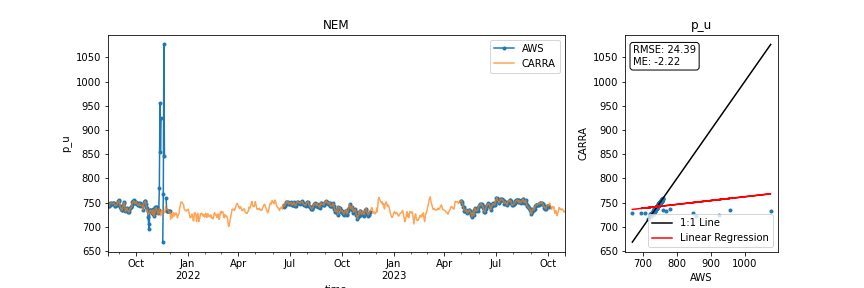 NEM
p_u
1050
1000
950
900
850
800
750
700
650
p_u
AWS
CARRA
Oct
Jan
2022
Apr
Jul
Oct
Jan
2023
Apr
Jul
Oct
RMSE: 24.39
ME: -2.22
1050
1000
950
900
850
800
750
700
650
CARRA
1:1 Line
Linear Regression
700
800
900
1000
AWS